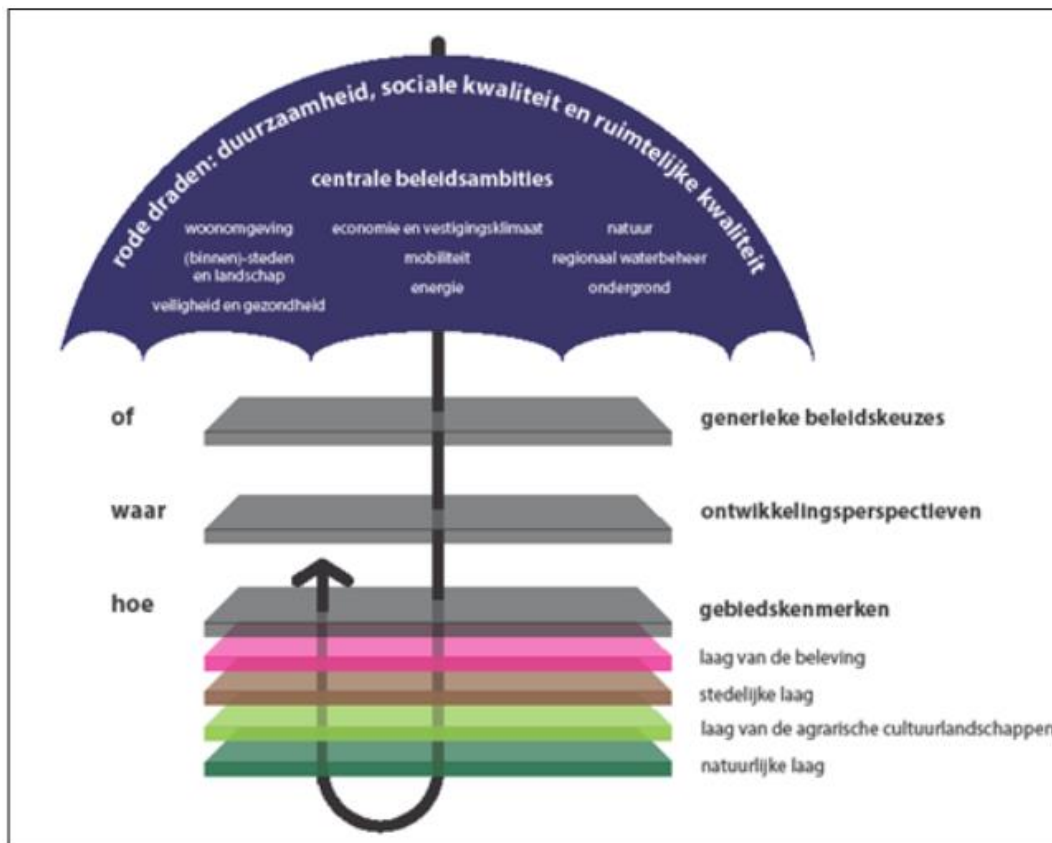 rode draden: duurzaamheid, sociale kwaliteit en ruimtelijke kwaliteit
centrale beleidsambities
woonomgeving
(binnen)-steden
en landschap
veiligheid en gezondheid
economie en vestigingsklimaat
mobiliteit
energie
natuur
regionaal waterbeheer
ondergrond
of
generieke beleidskeuzes
waar
ontwikkelingsperspectieven
hoe
gebiedskenmerken
laag van de beleving
stedelijke laag
laag van de agrarische cultuurlandschappen
natuurlijke laag